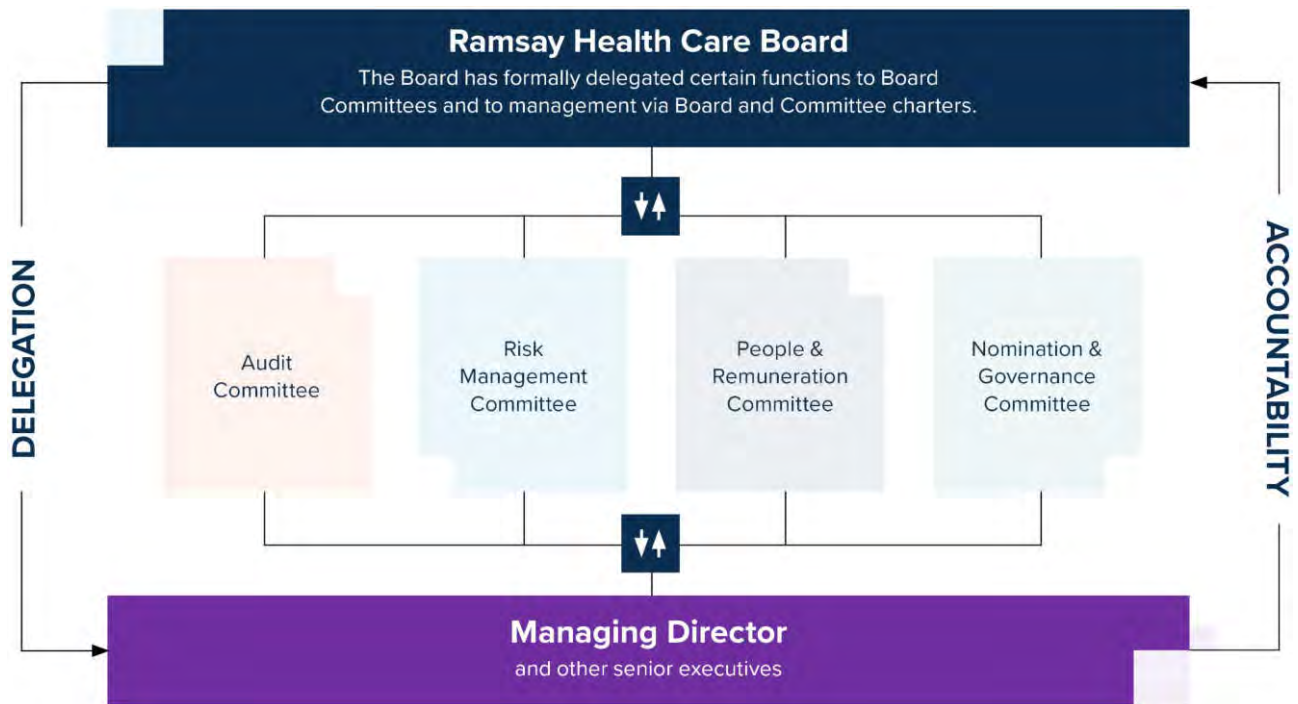 Ramsay Health Care Board
The Board has formally delegated certain functions to Board
Committees and to management via Board and Committee charters.
DELEGATION
ACCOUNTABILITY
Audit
Committee
Risk
Management
Committee
People &
Remuneration
Committee
Nomination &
Governance
Committee
Managing Director
and other senior executives